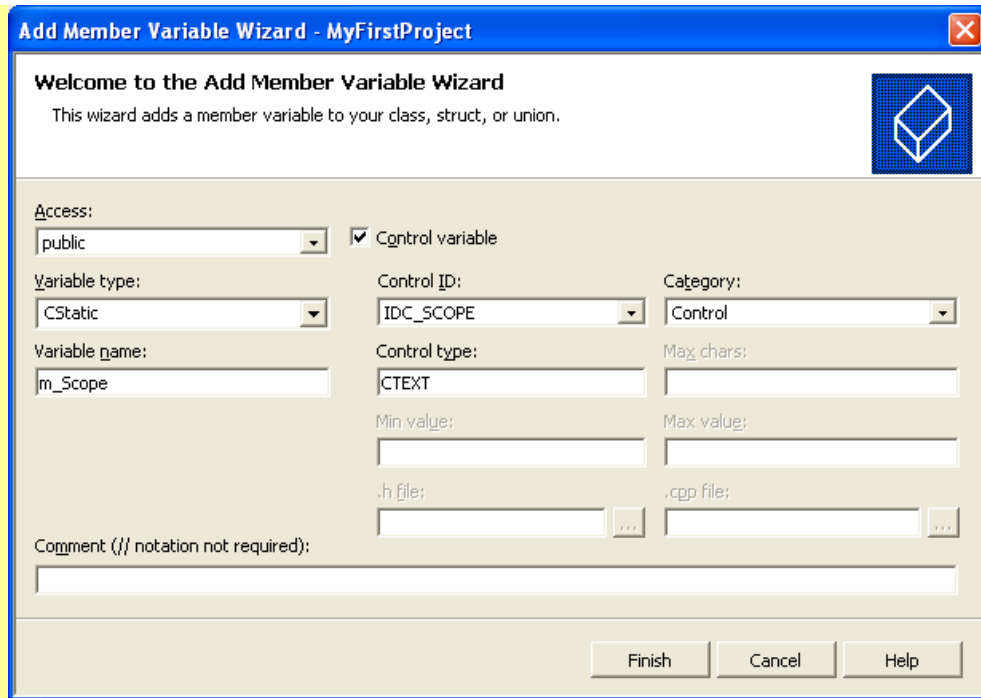 Add Member Variable Wizard - MyFirstProject
Welcome to the Add Member Variable Wizard
This wizard adds a member variable to your class, struct, or union.
Access:
public
Control variable
Variable type:
Control ID:
Category:
CStatic
IDC_SCOPE
Control
Variable name:
Control type:
Max chars:
m_Scope
CTEXT
Min value:
Max value:
.h file:
.cpp file:
...
...
Comment (// notation not required):
Finish
Cancel
Help